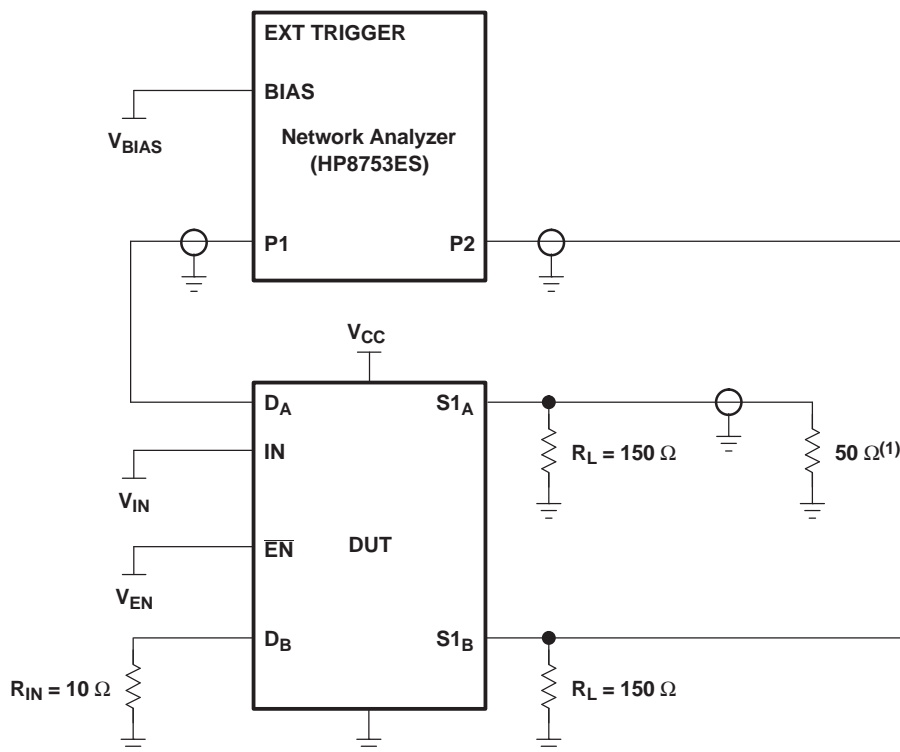 EXT TRIGGER
BIAS
VBIAS
Network Analyzer
(HP8753ES)
P1
P2
VCC
DA
S1A
IN
RL = 150 Ω
50 Ω(1)
VIN
EN
DUT
VEN
DB
S1B
RIN = 10 Ω
RL = 150 Ω